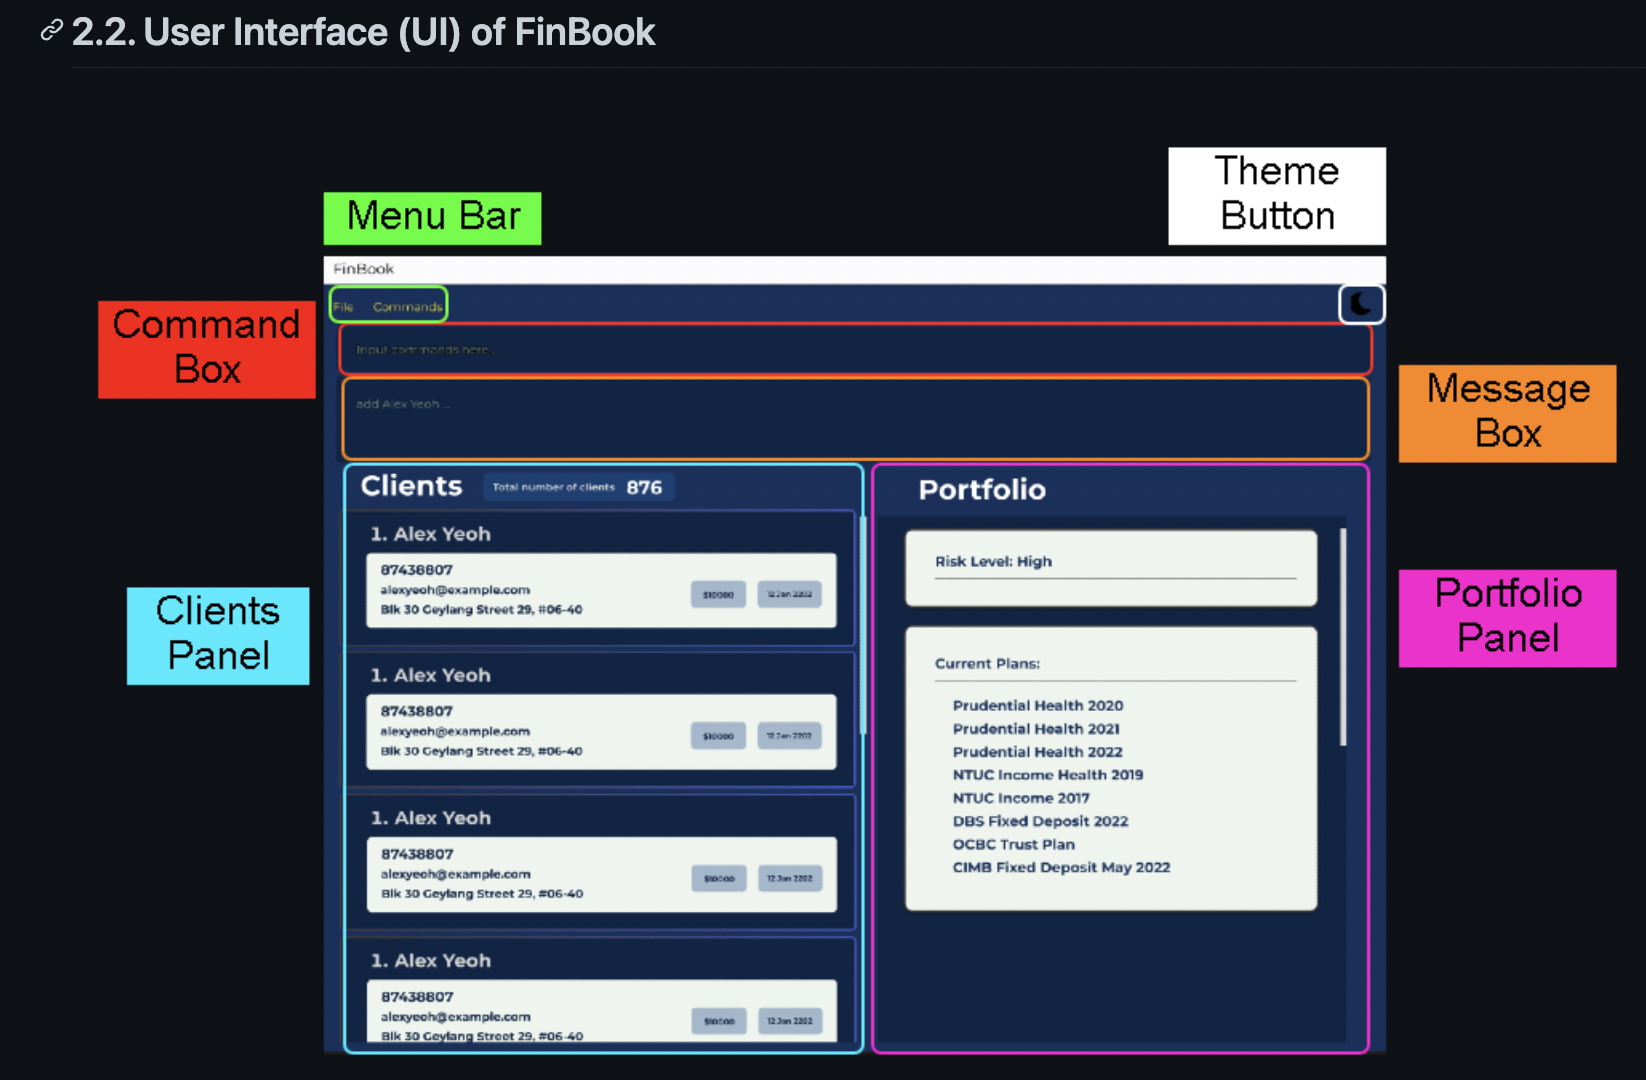 2.2. User Interface (UI) of FinBook
Theme
Button
Menu Bar
FinBook
File Commands
Command
Box
Input commands here...
Message
Box
add Alex Yeoh ...
Clients
Total number of clients 876
1. Alex Yeoh
87438807
alexyeoh@example.com
Blk 30 Geylang Street 29, #06-40
$10000
12 Jan 2202
1. Alex Yeoh
87438807
alexyeoh@example.com
Blk 30 Geylang Street 29, #06-40
$10000
12 Jan 2202
1. Alex Yeoh
87438807
alexyeoh@example.com
Blk 30 Geylang Street 29, #06-40
$10000
12 Jan 2202
1. Alex Yeoh
87438807
alexyeoh@example.com
Blk 30 Geylang Street 29, #06-40
$10000
12 Jan 2202
Clients
Panel
Portfolio
Risk Level: High
Current Plans:
Prudential Health 2020
Prudential Health 2021
Prudential Health 2022
NTUC Income Health 2019
NTUC Income 2017
DBS Fixed Deposit 2022
OCBC Trust Plan
CIMB Fixed Deposit May 2022
Portfolio
Panel